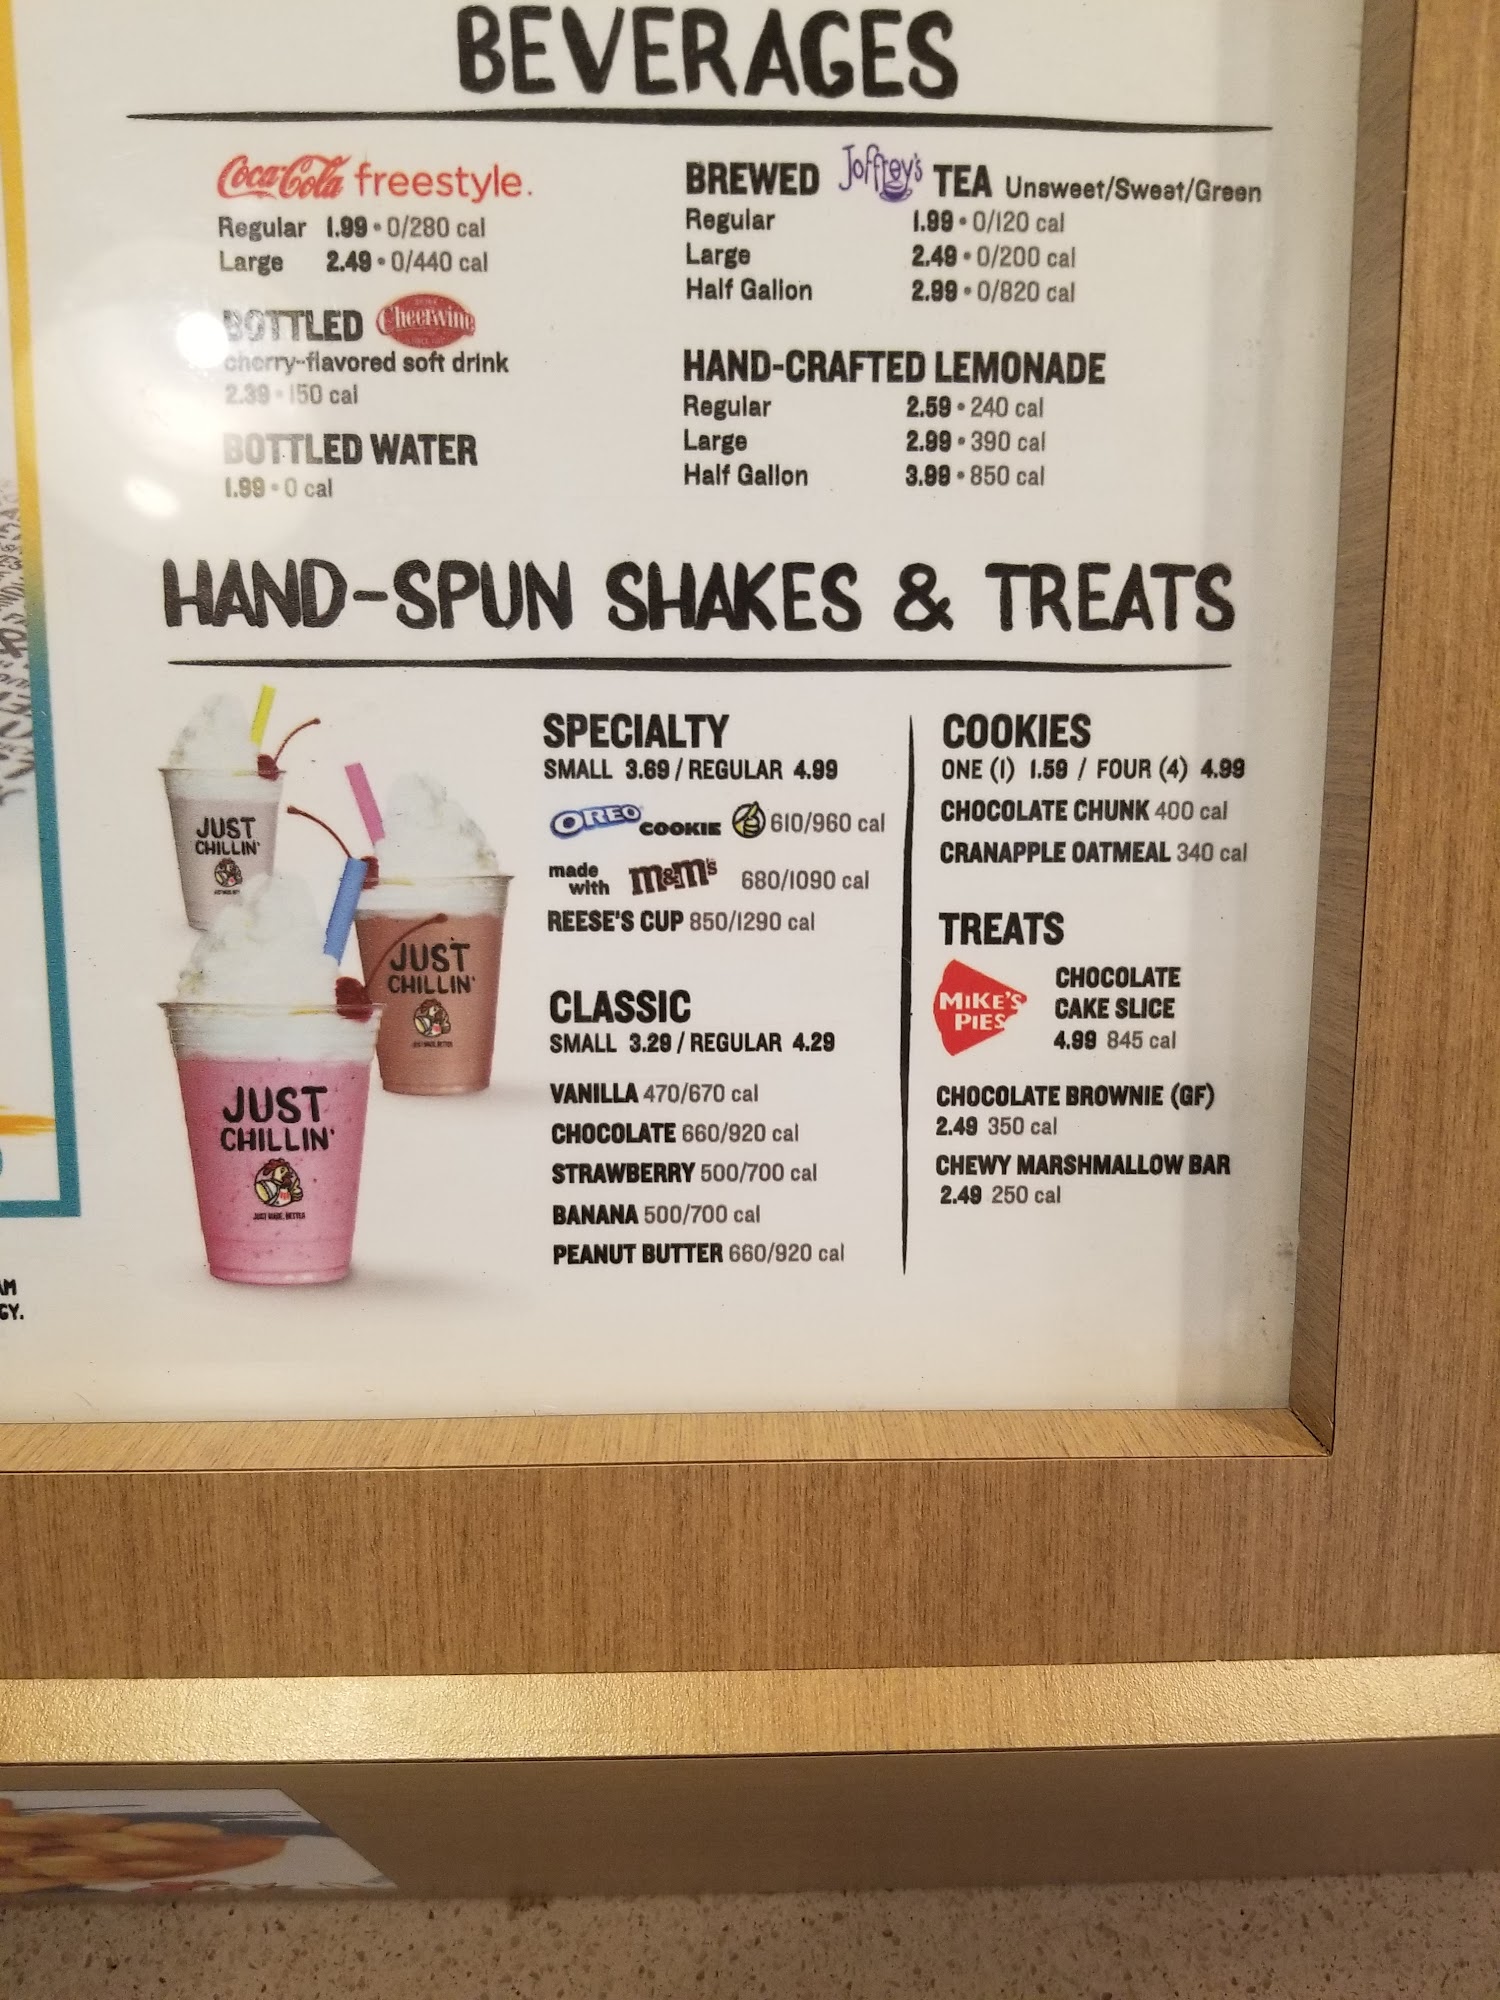 BEVERAGES
Coca-Cola freestyle.
Regular 1.99 • 0/280 cal
Large 2.49 • 0/440 cal
BOTTLED Cheerwine
cherry-flavored soft drink
2.39 • 150 cal
BOTTLED WATER
1.99 • 0 cal
BREWED Joffrey's TEA Unsweet/Sweet/Green
Regular 1.99 • 0/120 cal
Large 2.49 • 0/200 cal
Half Gallon 2.99 • 0/820 cal
HAND-CRAFTED LEMONADE
Regular 2.59 • 240 cal
Large 2.99 • 390 cal
Half Gallon 3.99 • 850 cal
HAND-SPUN SHAKES & TREATS
JUST
CHILLIN'
JUST
CHILLIN'
JUST
CHILLIN'
JUST MADE, BETTER
SPECIALTY
SMALL 3.69 / REGULAR 4.99
OREO COOKIE 610/960 cal
made
with m&m's 680/1090 cal
REESE'S CUP 850/1290 cal
CLASSIC
SMALL 3.29 / REGULAR 4.29
VANILLA 470/670 cal
CHOCOLATE 660/920 cal
STRAWBERRY 500/700 cal
BANANA 500/700 cal
PEANUT BUTTER 660/920 cal
COOKIES
ONE (1) 1.59 / FOUR (4) 4.99
CHOCOLATE CHUNK 400 cal
CRANAPPLE OATMEAL 340 cal
TREATS
MIKE'S
PIES
CHOCOLATE
CAKE SLICE
4.99 845 cal
CHOCOLATE BROWNIE (GF)
2.49 350 cal
CHEWY MARSHMALLOW BAR
2.49 250 cal